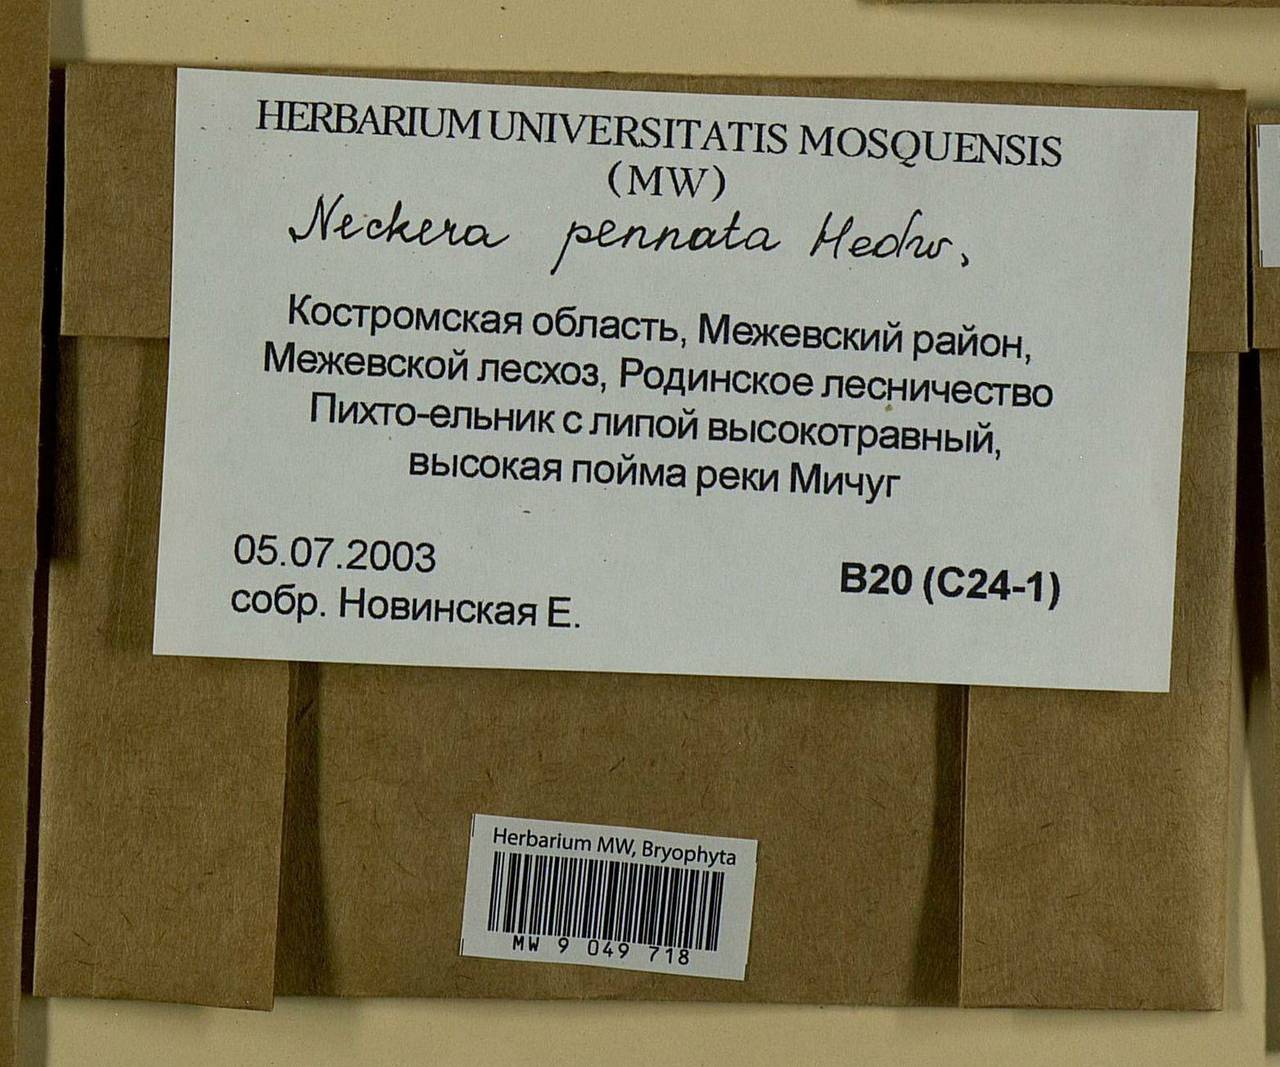 HERBARIUM UNIVERSITATIS MOSQUENSIS
(MW)
Neckera pennata Hedw,
Костромская область, Межевский район,
Межевской лесхоз, Родинское лесничество
Пихто-ельник с липой высокотравный,
высокая пойма реки Мичуг
05.07.2003
собр. Новинская Е.
B20 (C24-1)
Herbarium MW, Bryophyta
MW 9 049 718